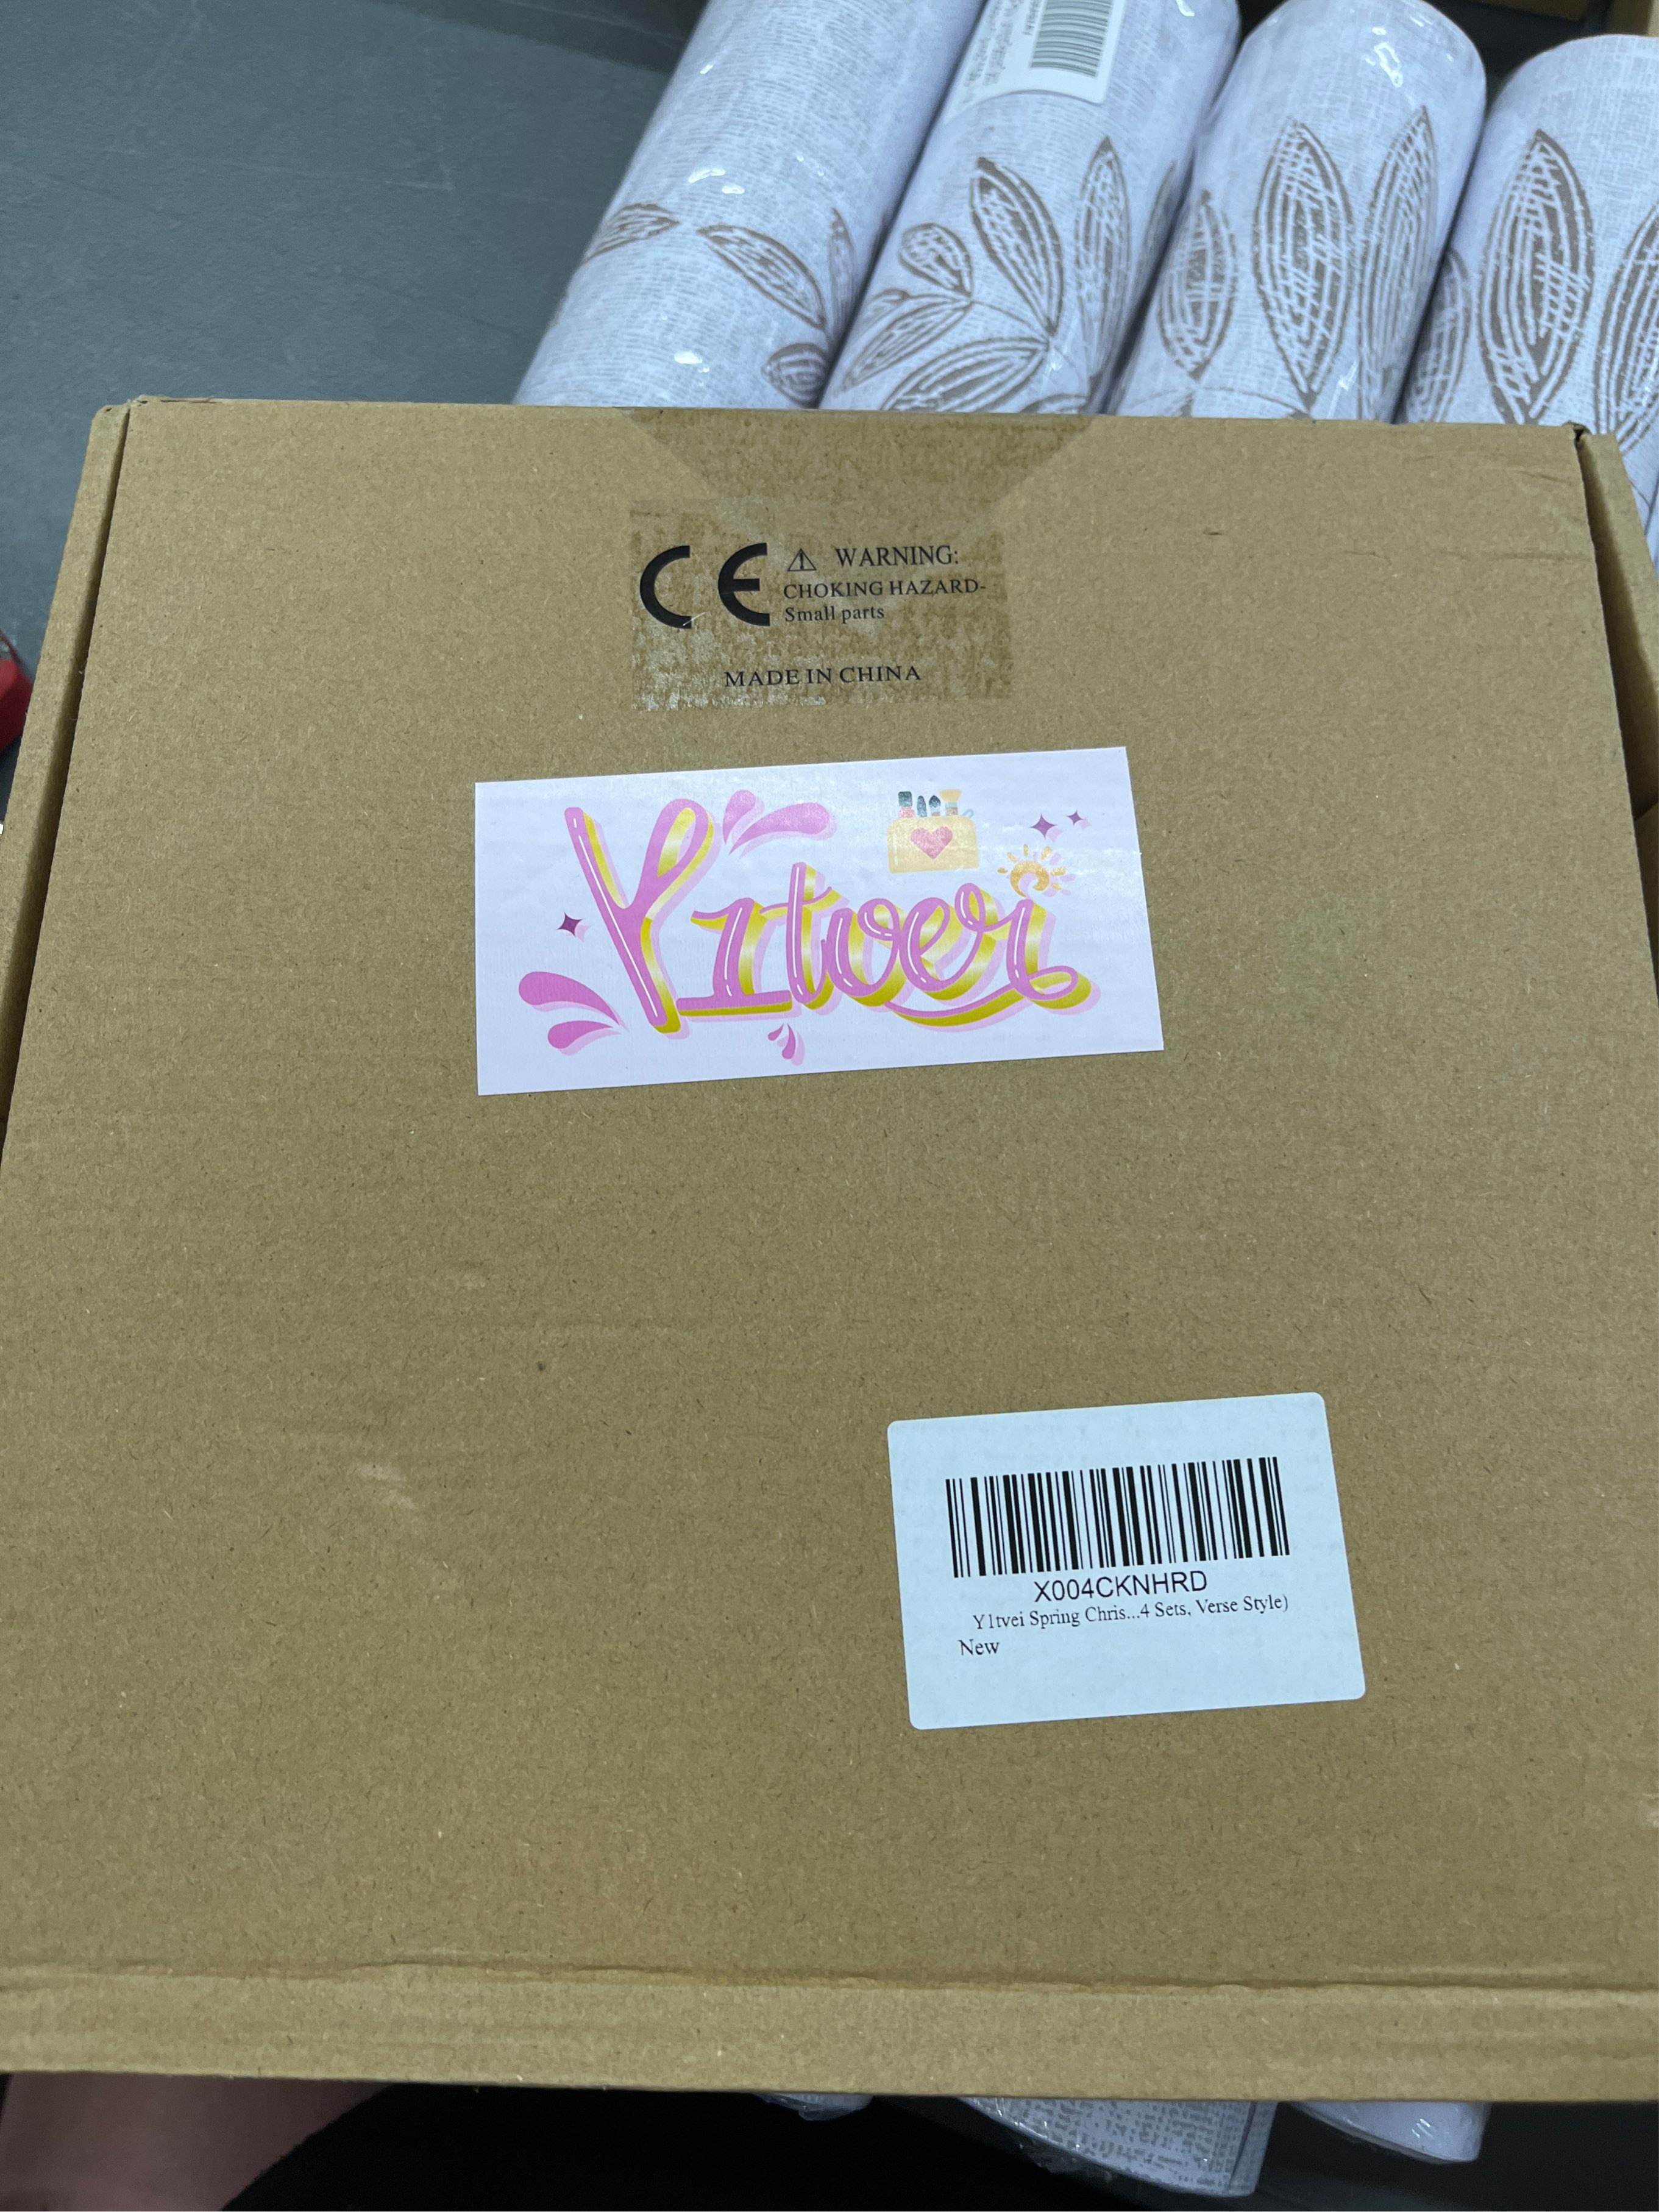 CE ⚠ WARNING:
CHOKING HAZARD-
Small parts
MADE IN CHINA
Y1tvei
X004CKNHRD
Y1tvei Spring Chris...4 Sets, Verse Style)
New